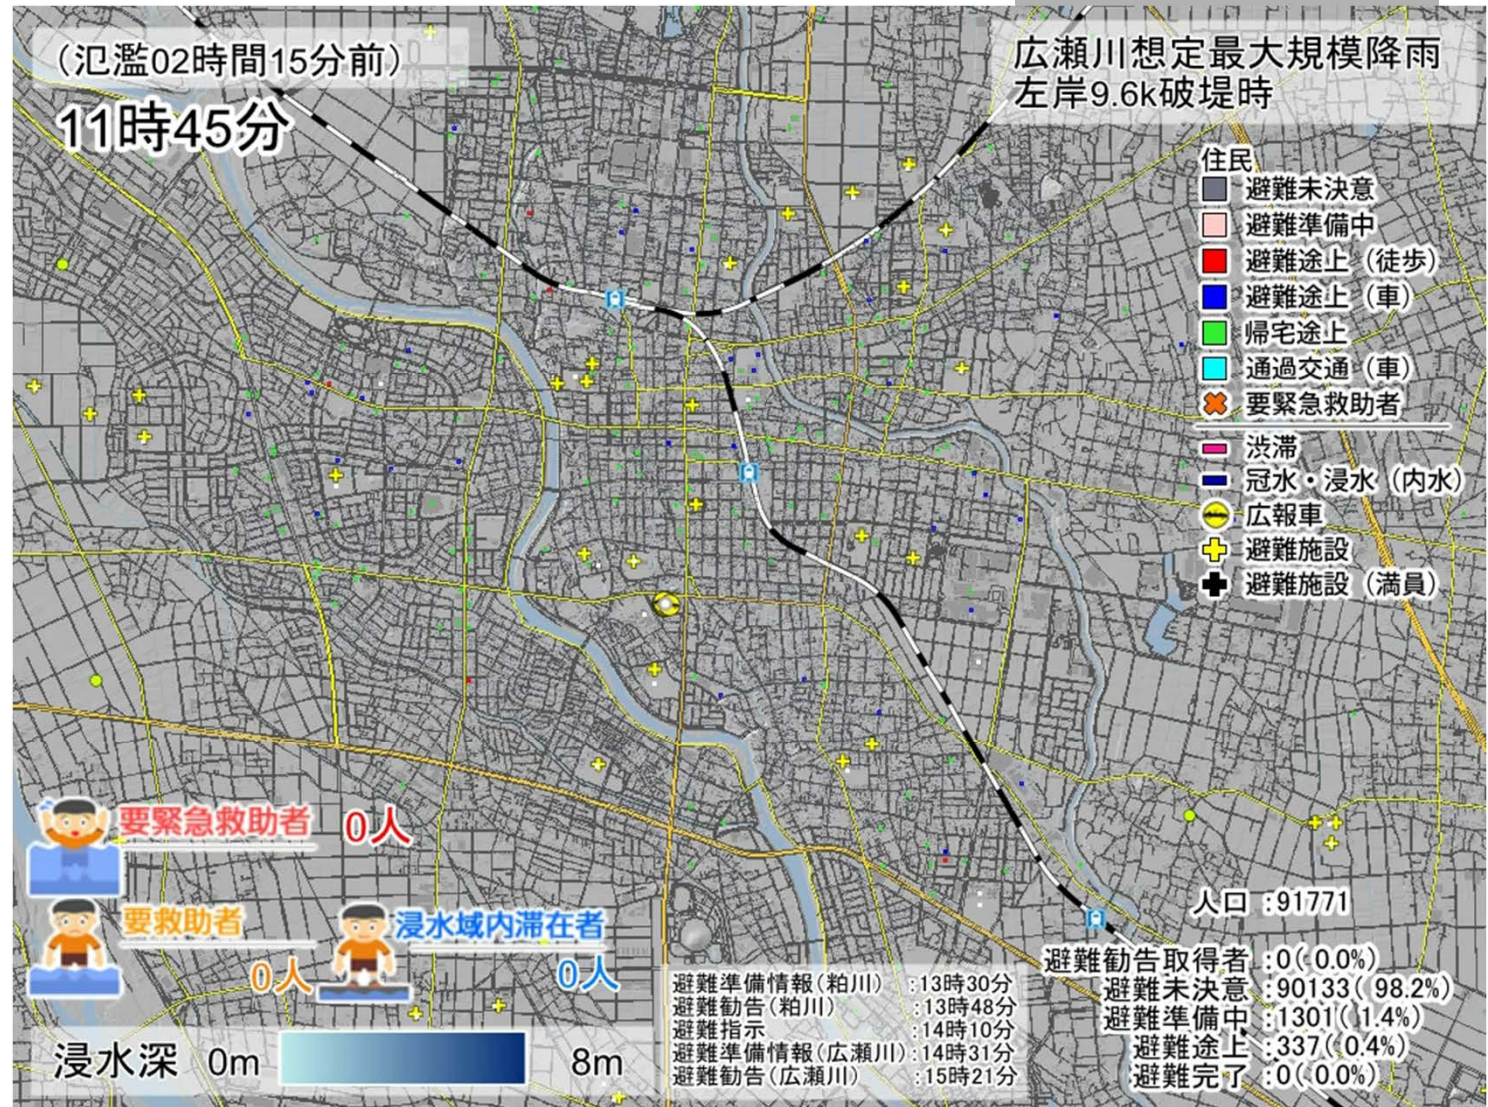 （氾濫02時間15分前）
11時45分
広瀬川想定最大規模降雨
左岸9.6k破堤時
住民
避難未決意
避難準備中
避難途上（徒歩）
避難途上（車）
帰宅途上
通過交通（車）
要緊急救助者
渋滞
冠水・浸水（内水）
広報車
避難施設
避難施設（満員）
要緊急救助者 0人
要救助者
0人
浸水域内滞在者
0人
浸水深 0m 8m
避難準備情報(粕川) :13時30分
避難勧告(粕川) :13時48分
避難指示 :14時10分
避難準備情報(広瀬川):14時31分
避難勧告(広瀬川) :15時21分
人口 :91771
避難勧告取得者 :0( 0.0%)
避難未決意 :90133( 98.2%)
避難準備中 :1301( 1.4%)
避難途上 :337( 0.4%)
避難完了 :0( 0.0%)